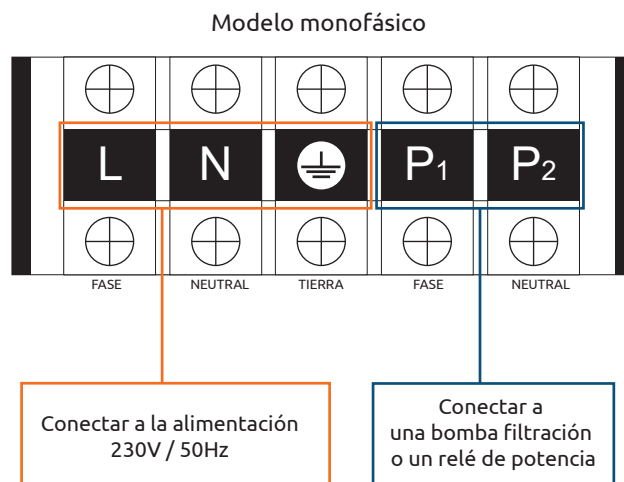 Modelo monofásico
L N P1 P2
FASE NEUTRAL TIERRA FASE NEUTRAL
Conectar a la alimentación
230V / 50Hz
Conectar a
una bomba filtración
o un relé de potencia